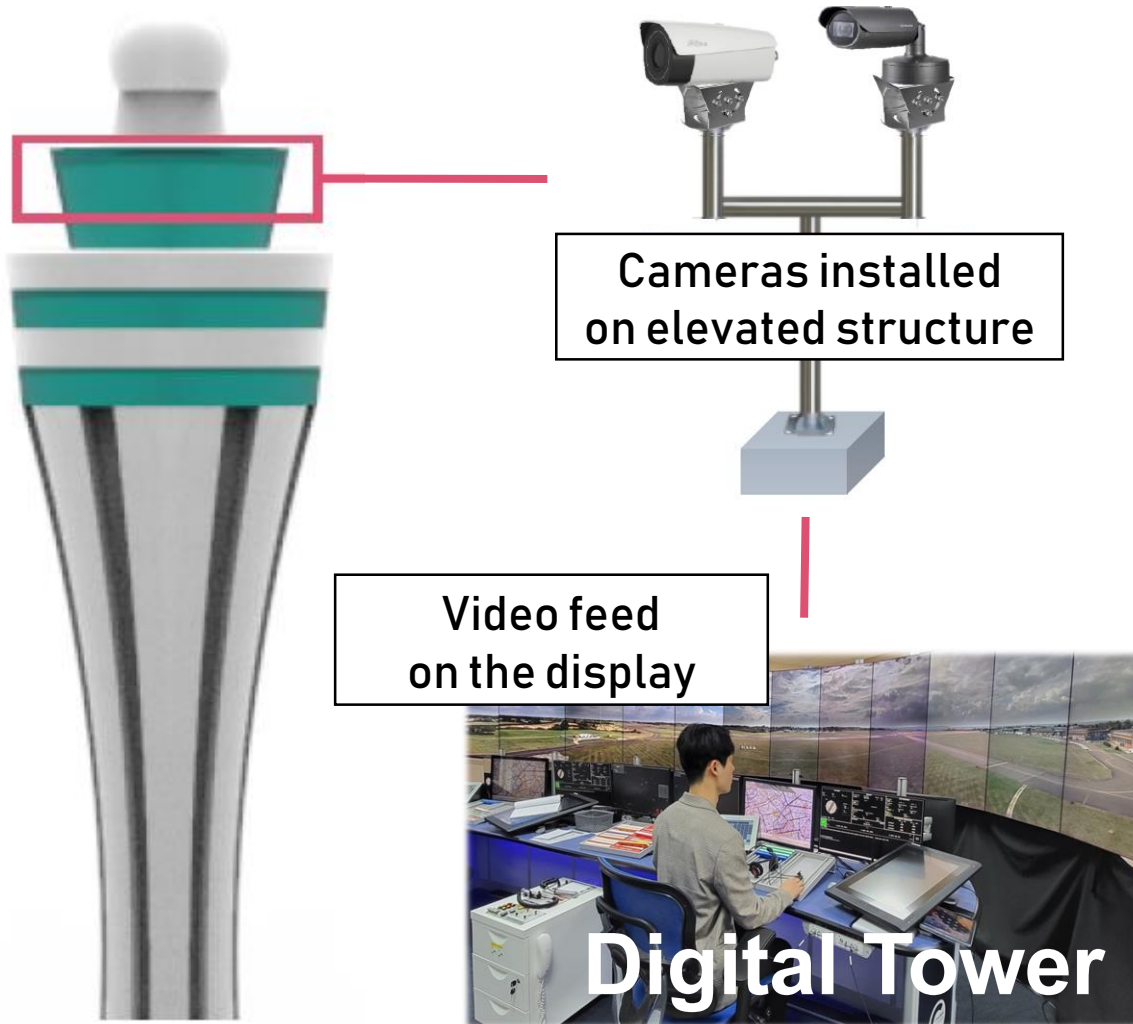 Cameras installed
on elevated structure
Video feed
on the display
Digital Tower